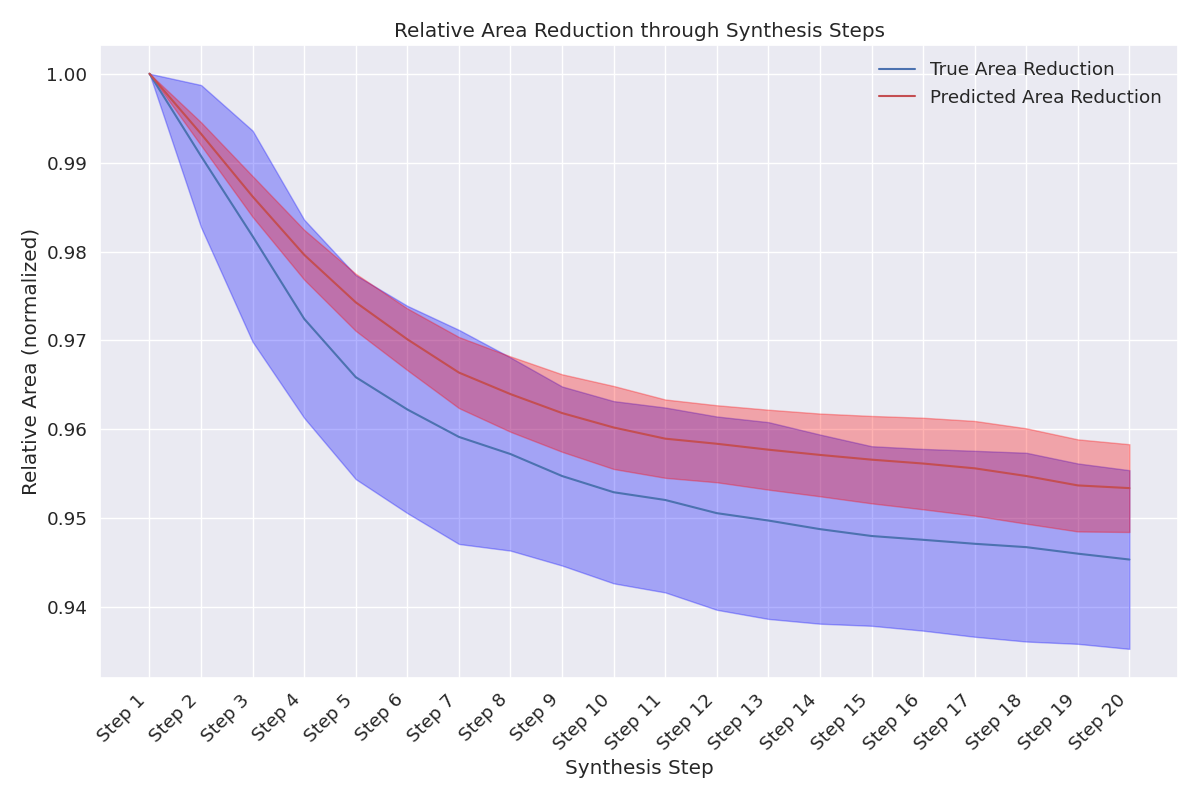 Relative Area Reduction through Synthesis Steps
True Area Reduction
Predicted Area Reduction
Relative Area (normalized)
1.00
0.99
0.98
0.97
0.96
0.95
0.94
Step 1
Step 2
Step 3
Step 4
Step 5
Step 6
Step 7
Step 8
Step 9
Step 10
Step 11
Step 12
Step 13
Step 14
Step 15
Step 16
Step 17
Step 18
Step 19
Step 20
Synthesis Step